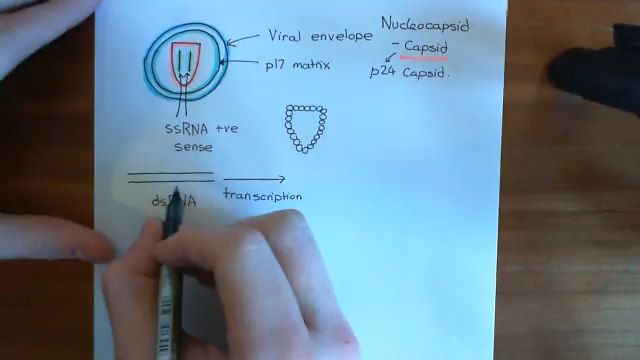 Nucleocapsid
Viral envelope
- Capsid
p17 matrix
p24 Capsid.
ssRNA +ve
sense
transcription